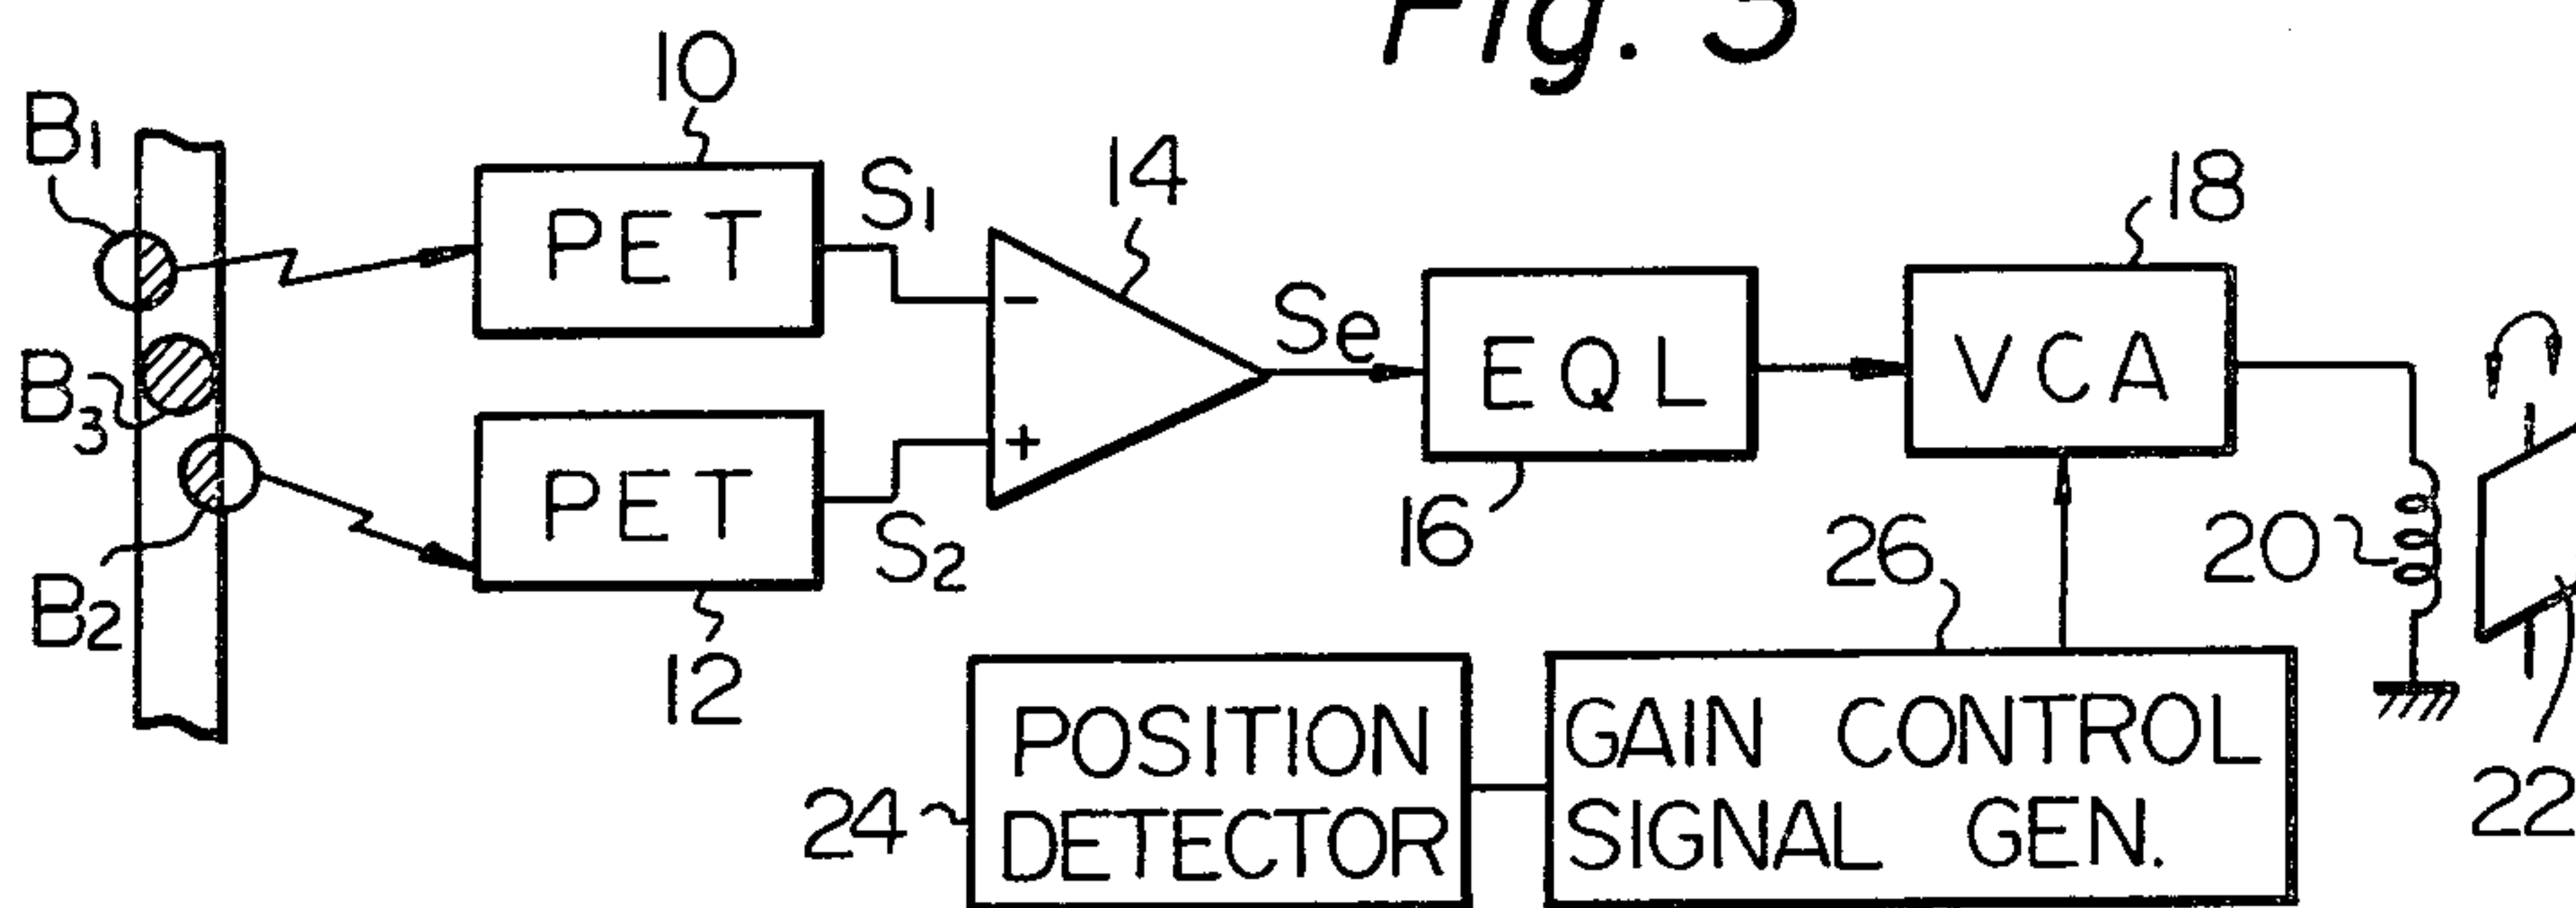 Fig. 3
10
B1
PET
S1
14
18
B3
Se
EQL
VCA
PET
S2
16
26
20
B2
12
POSITION
DETECTOR
GAIN CONTROL
SIGNAL GEN.
24
22